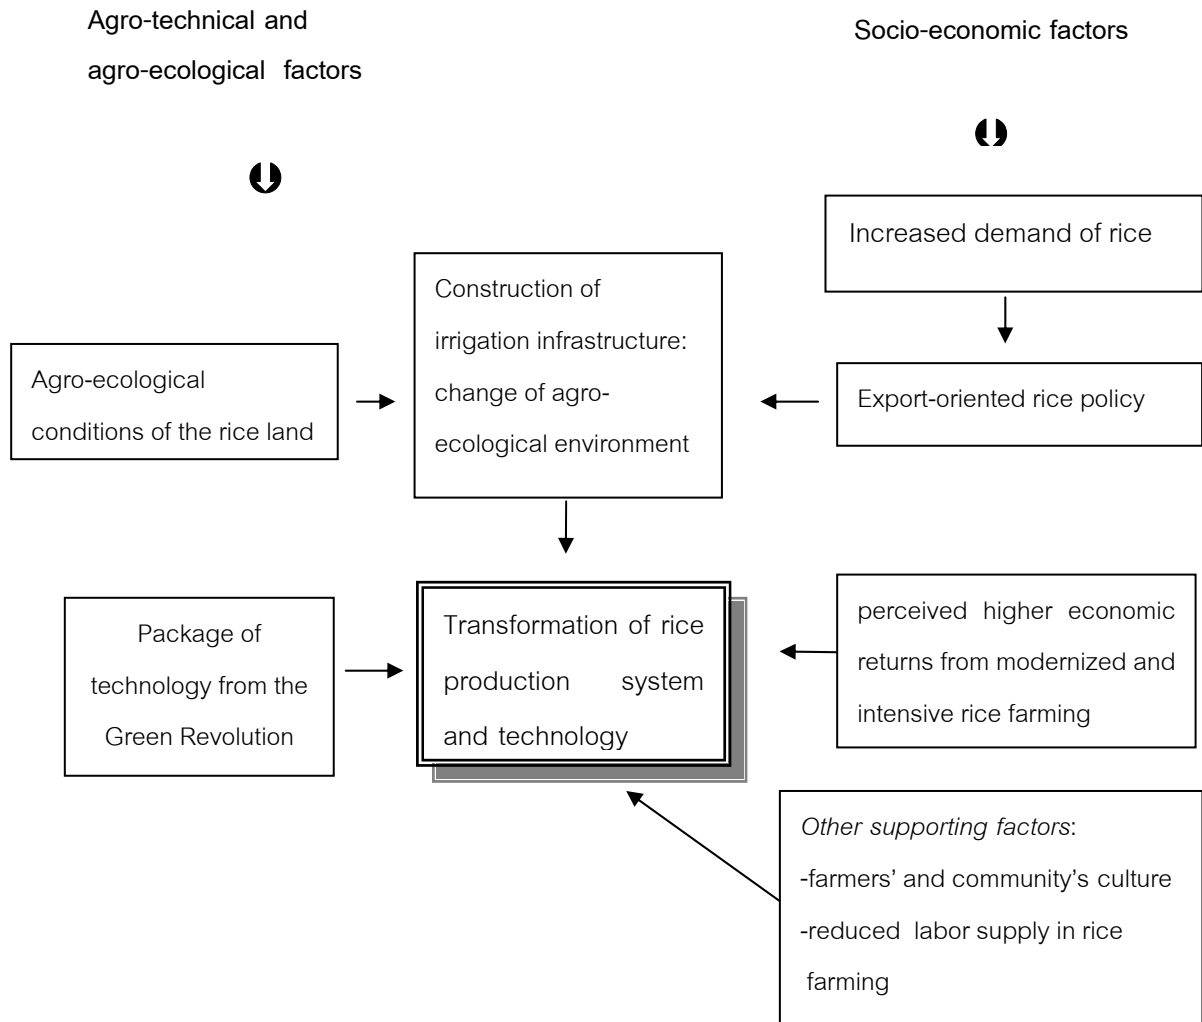 Agro-technical and
agro-ecological factors
Socio-economic factors
Increased demand of rice
Construction of
irrigation infrastructure:
change of agro-
ecological environment
Agro-ecological
conditions of the rice land
Export-oriented rice policy
Package of
technology from the
Green Revolution
Transformation of rice
production system
and technology
perceived higher economic
returns from modernized and
intensive rice farming
Other supporting factors:
-farmers' and community's culture
-reduced labor supply in rice
farming